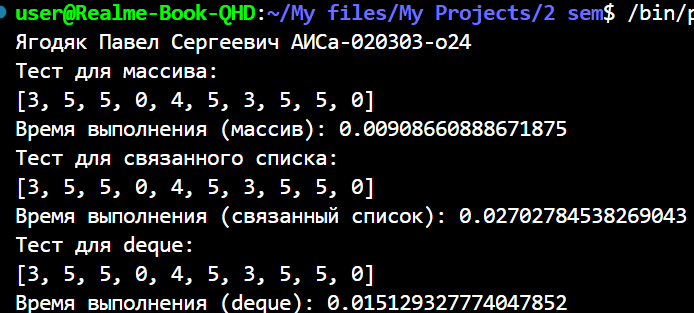 user@Realme-Book-QHD:~/My files/My Projects/2 sem$ /bin/p
Ягодяк Павел Сергеевич АИСа-020303-о24
Тест для массива:
[3, 5, 5, 0, 4, 5, 3, 5, 5, 0]
Время выполнения (массив): 0.00908660888671875
Тест для связанного списка:
[3, 5, 5, 0, 4, 5, 3, 5, 5, 0]
Время выполнения (связанный список): 0.02702784538269043
Тест для deque:
[3, 5, 5, 0, 4, 5, 3, 5, 5, 0]
Время выполнения (deque): 0.015129327774047852